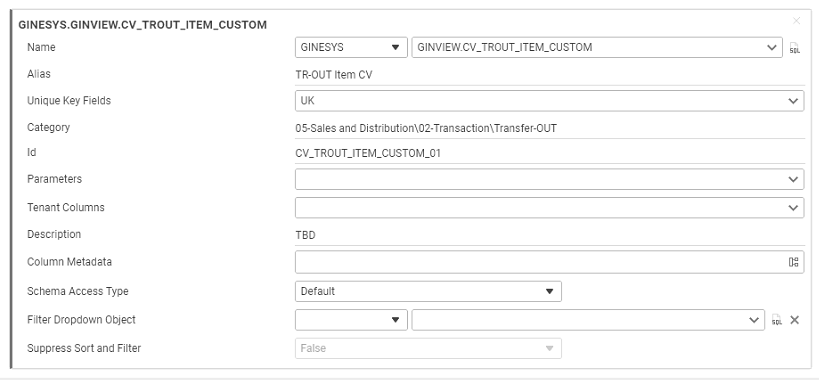 GINESYS.GINVIEW.CV_TROUT_ITEM_CUSTOM
Name GINESYS GINVIEW.CV_TROUT_ITEM_CUSTOM SQL
Alias TR-OUT Item CV
Unique Key Fields UK
Category 05-Sales and Distribution\02-Transaction\Transfer-OUT
Id CV_TROUT_ITEM_CUSTOM_01
Parameters
Tenant Columns
Description TBD
Column Metadata
Schema Access Type Default
Filter Dropdown Object SQL
Suppress Sort and Filter False